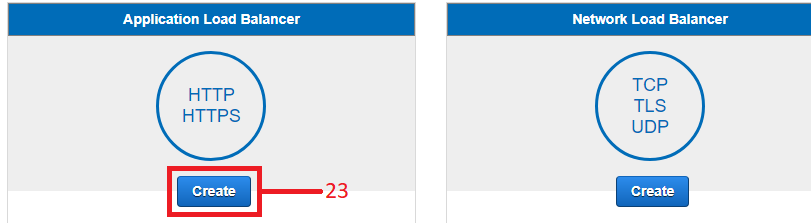 Application Load Balancer
HTTP
HTTPS
Create
23
Network Load Balancer
TCP
TLS
UDP
Create